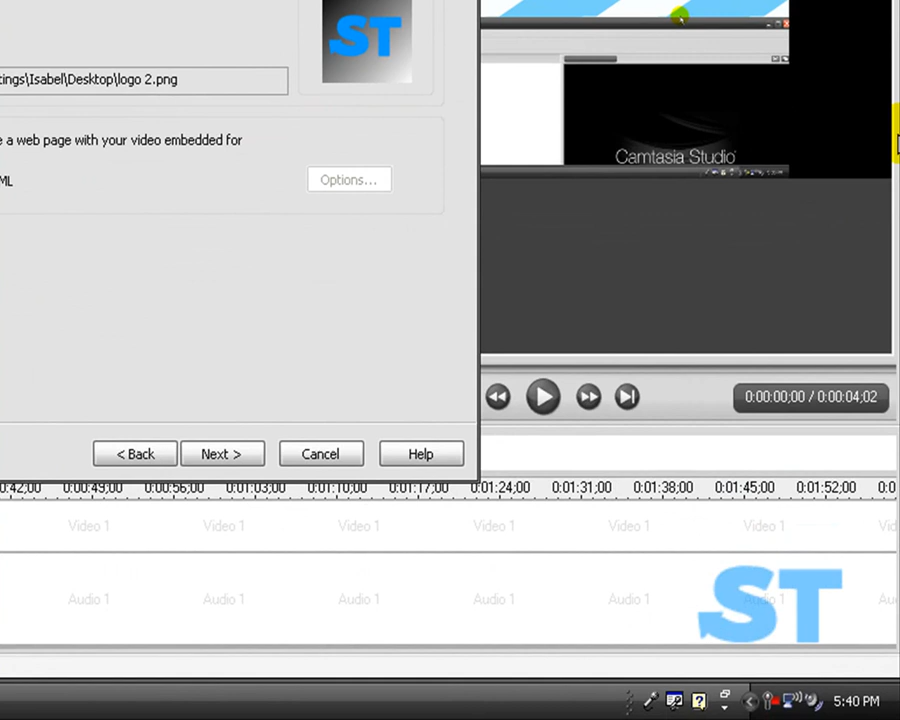 ST
tings\Isabel\Desktop\logo 2.png
e a web page with your video embedded for
ML
Options...
Camtasia Studio
0:00:00;00 / 0:00:04;02
< Back
Next >
Cancel
Help
0:42;00 0:00:49;00 0:00:56;00 0:01:03;00 0:01:10;00 0:01:17;00 0:01:24;00 0:01:31;00 0:01:38;00 0:01:45;00 0:01:52;00 0:0
Video 1 Video 1 Video 1 Video 1 Video 1 Video 1 Vid
Audio 1 Audio 1 Audio 1 Audio 1 Audio 1 Audio 1 Au
ST
5:40 PM